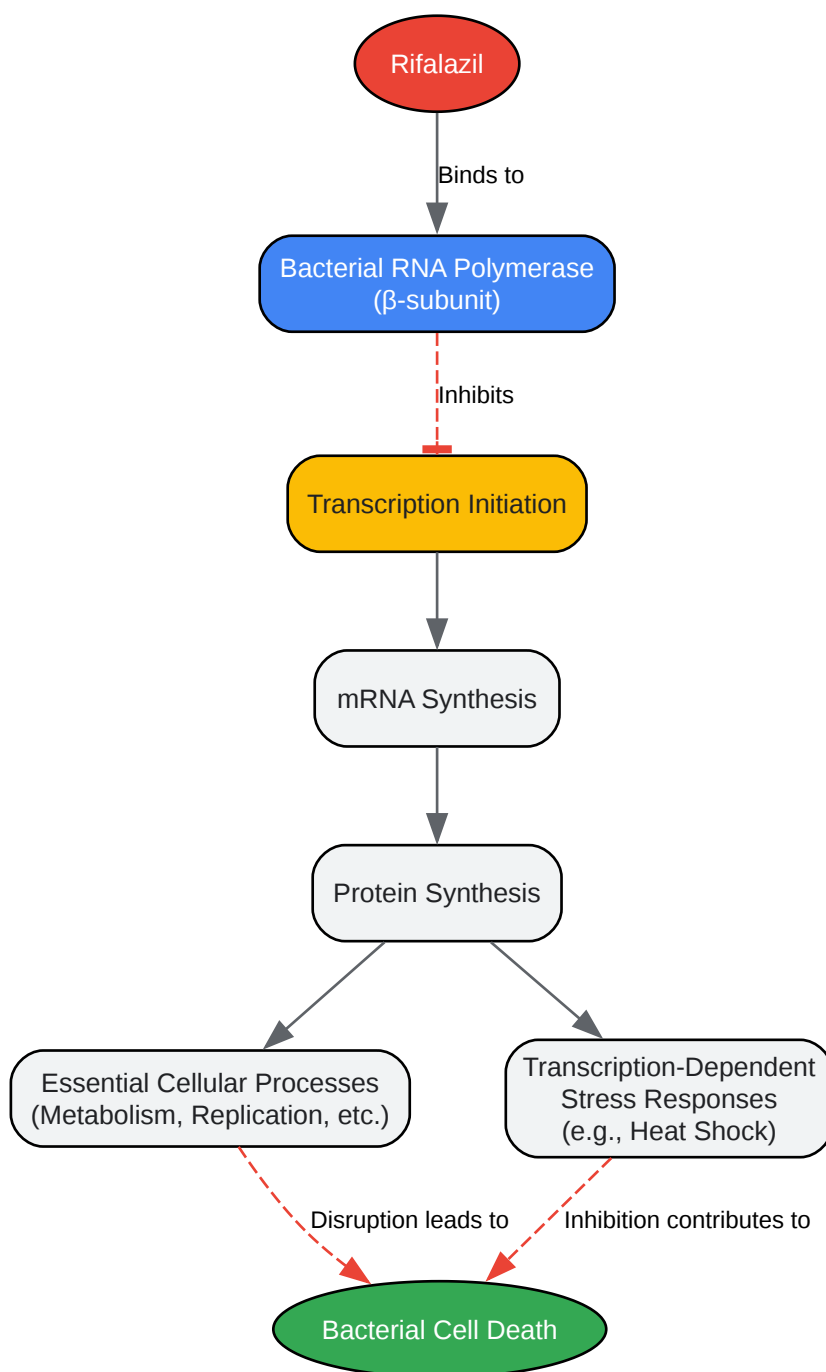 Rifalazil
Binds to
Bacterial RNA Polymerase
(β-subunit)
Inhibits
Transcription Initiation
mRNA Synthesis
Protein Synthesis
Essential Cellular Processes
(Metabolism, Replication, etc.)
Transcription-Dependent
Stress Responses
(e.g., Heat Shock)
Disruption leads to
Inhibition contributes to
Bacterial Cell Death